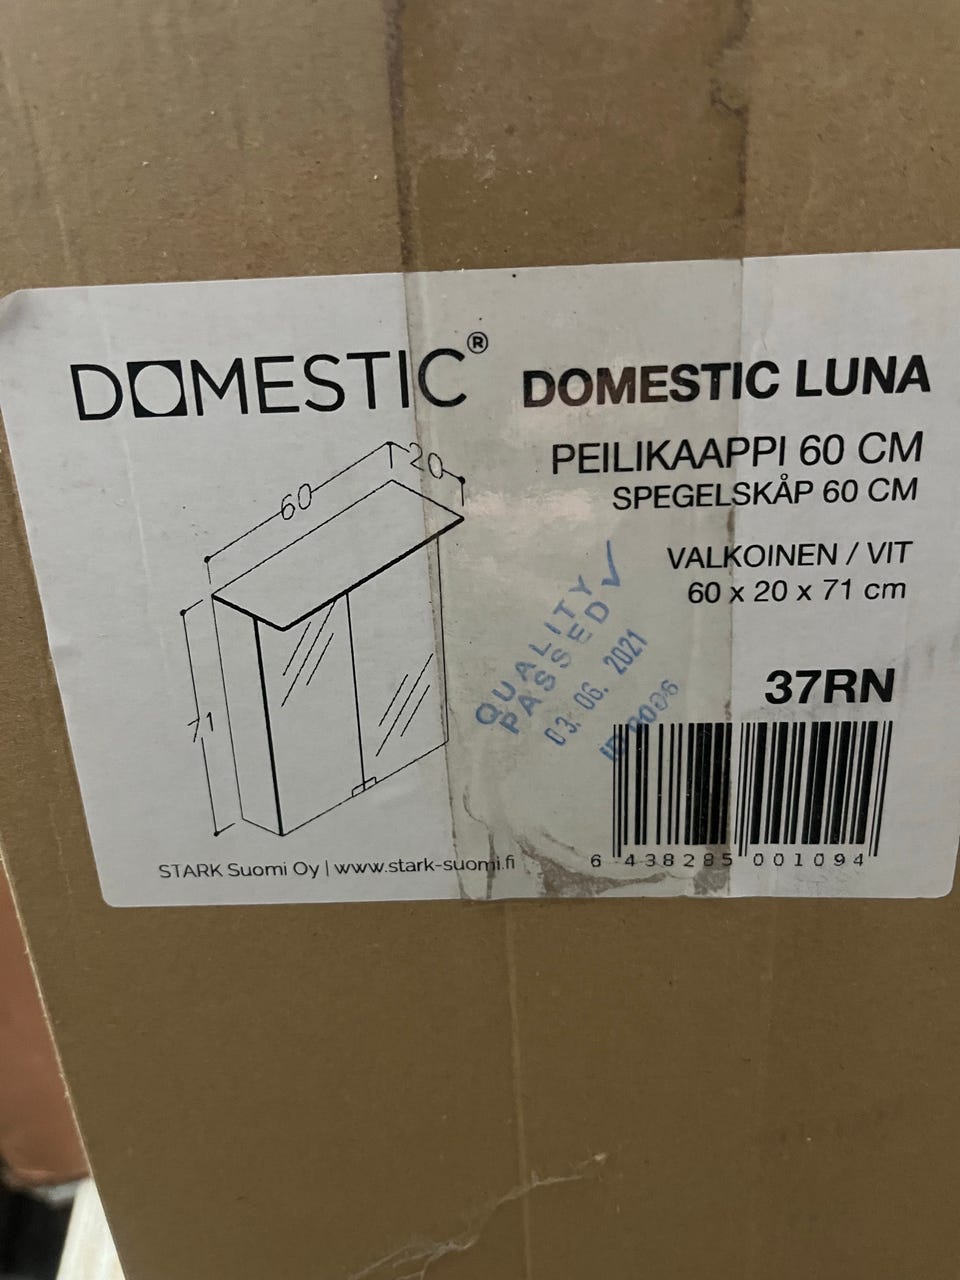 DOMESTIC®
DOMESTIC LUNA
PEILIKAAPPI 60 CM
SPEGELSKÅP 60 CM
VALKOINEN / VIT
60 x 20 x 71 cm
37RN
60
20
71
QUALITY
PASSED ✓
03. 06. 2021
STARK Suomi Oy | www.stark-suomi.fi
6 438285 001094